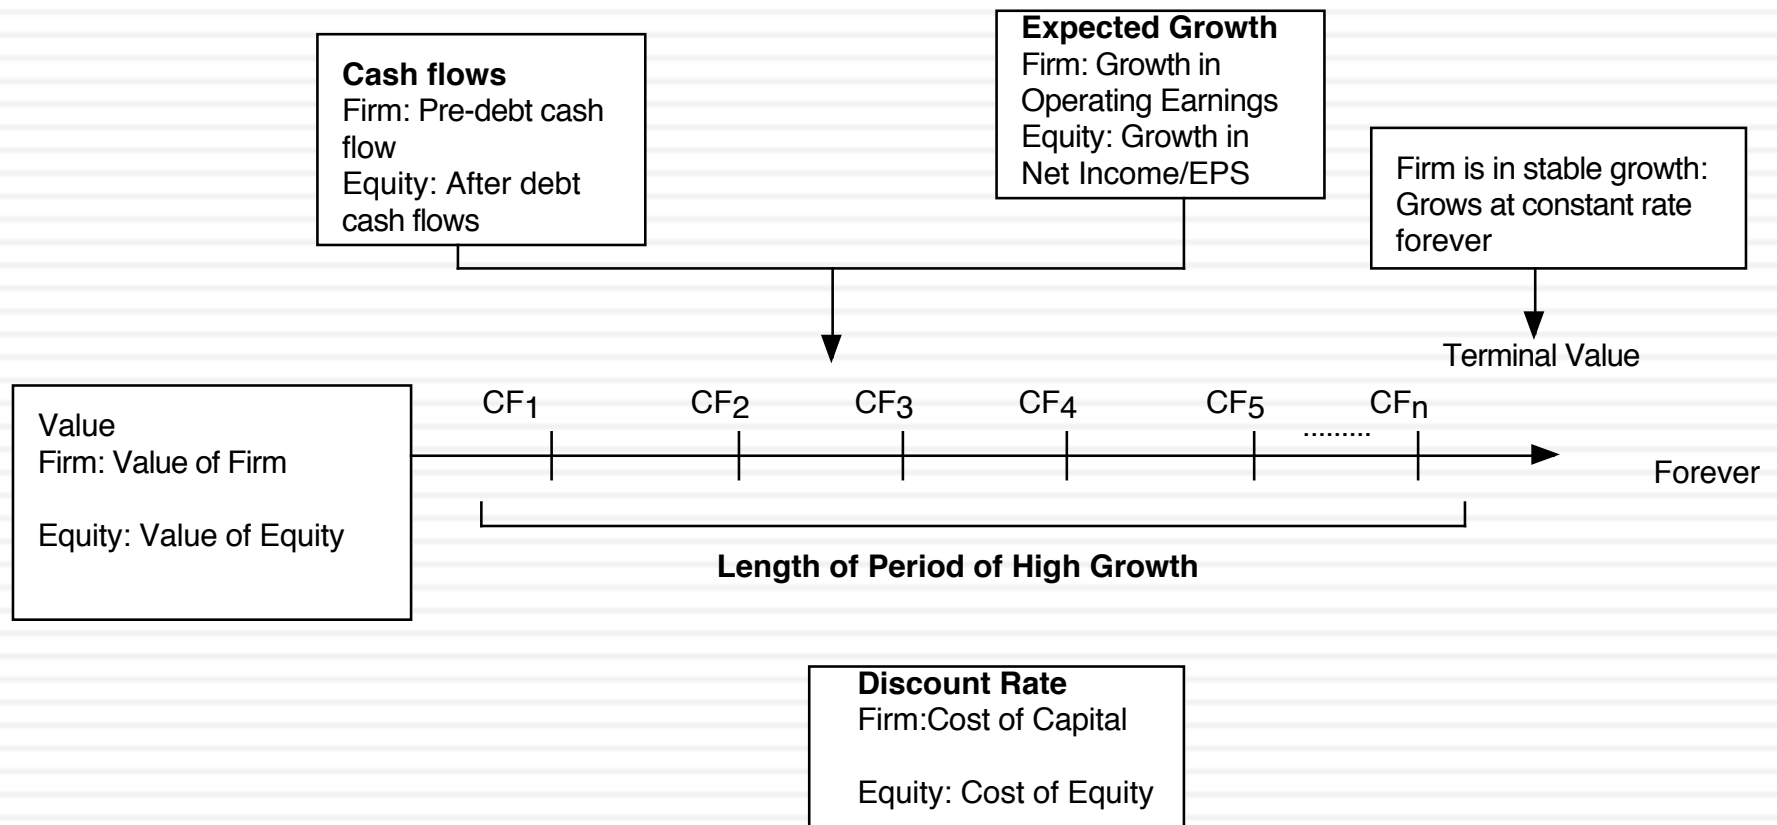 Cash flows
Firm: Pre-debt cash
flow
Equity: After debt
cash flows
Expected Growth
Firm: Growth in
Operating Earnings
Equity: Growth in
Net Income/EPS
Firm is in stable growth:
Grows at constant rate
forever
Terminal Value
CF1 CF2 CF3 CF4 CF5 ......... CFn
Forever
Value
Firm: Value of Firm
Equity: Value of Equity
Length of Period of High Growth
Discount Rate
Firm:Cost of Capital
Equity: Cost of Equity